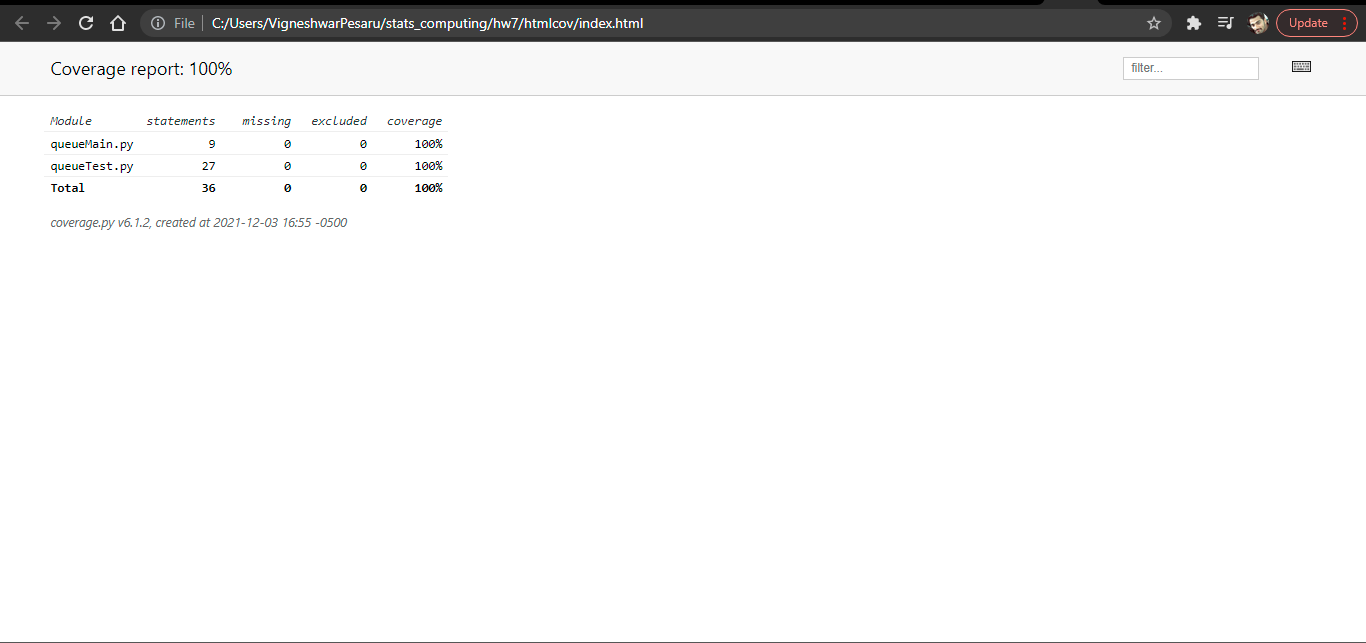 File C:/Users/VigneshwarPesaru/stats_computing/hw7/htmlcov/index.html Update
Coverage report: 100% filter...
Module statements missing excluded coverage
queueMain.py 9 0 0 100%
queueTest.py 27 0 0 100%
Total 36 0 0 100%
coverage.py v6.1.2, created at 2021-12-03 16:55 -0500